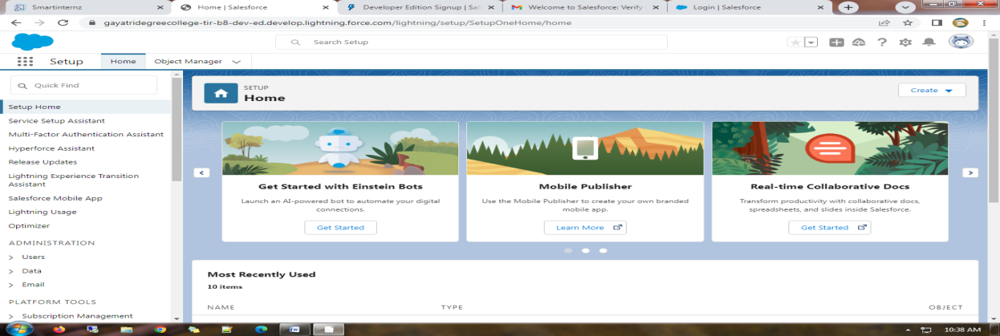 Smartinternz
Home | Salesforce
Developer Edition Signup | Sal
Welcome to Salesforce: Verify
Login | Salesforce
gayatridegreecollege-tir-b8-dev-ed.develop.lightning.force.com/lightning/setup/SetupOneHome/home
Search Setup
Setup Home Object Manager
Quick Find
Setup Home
Service Setup Assistant
Multi-Factor Authentication Assistant
Hyperforce Assistant
Release Updates
Lightning Experience Transition
Assistant
Salesforce Mobile App
Lightning Usage
Optimizer
ADMINISTRATION
> Users
> Data
> Email
PLATFORM TOOLS
> Subscription Management
SETUP
Home
Create
Get Started with Einstein Bots
Launch an AI-powered bot to automate your digital
connections.
Get Started
Mobile Publisher
Use the Mobile Publisher to create your own branded
mobile app.
Learn More
Real-time Collaborative Docs
Transform productivity with collaborative docs,
spreadsheets, and slides inside Salesforce.
Get Started
Most Recently Used
10 items
NAME TYPE OBJECT
10:38 AM